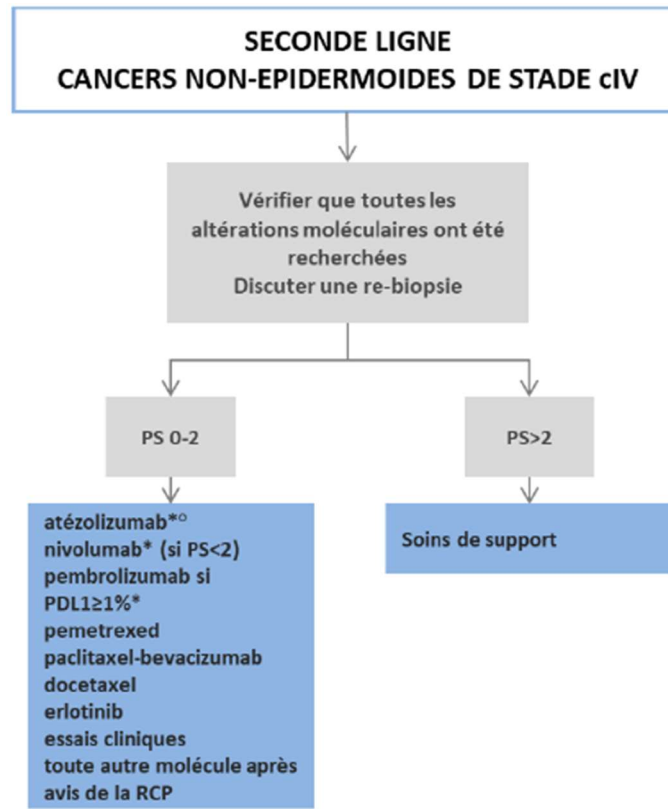 SECONDE LIGNE
CANCERS NON-EPIDERMOIDES DE STADE cIV
Vérifier que toutes les
altérations moléculaires ont été
recherchées
Discuter une re-biopsie
PS 0-2
PS>2
atézolizumab*°
nivolumab* (si PS<2)
pembrolizumab si
PDL1≥1%*
pemetrexed
paclitaxel-bevacizumab
docetaxel
erlotinib
essais cliniques
toute autre molécule après
avis de la RCP
Soins de support